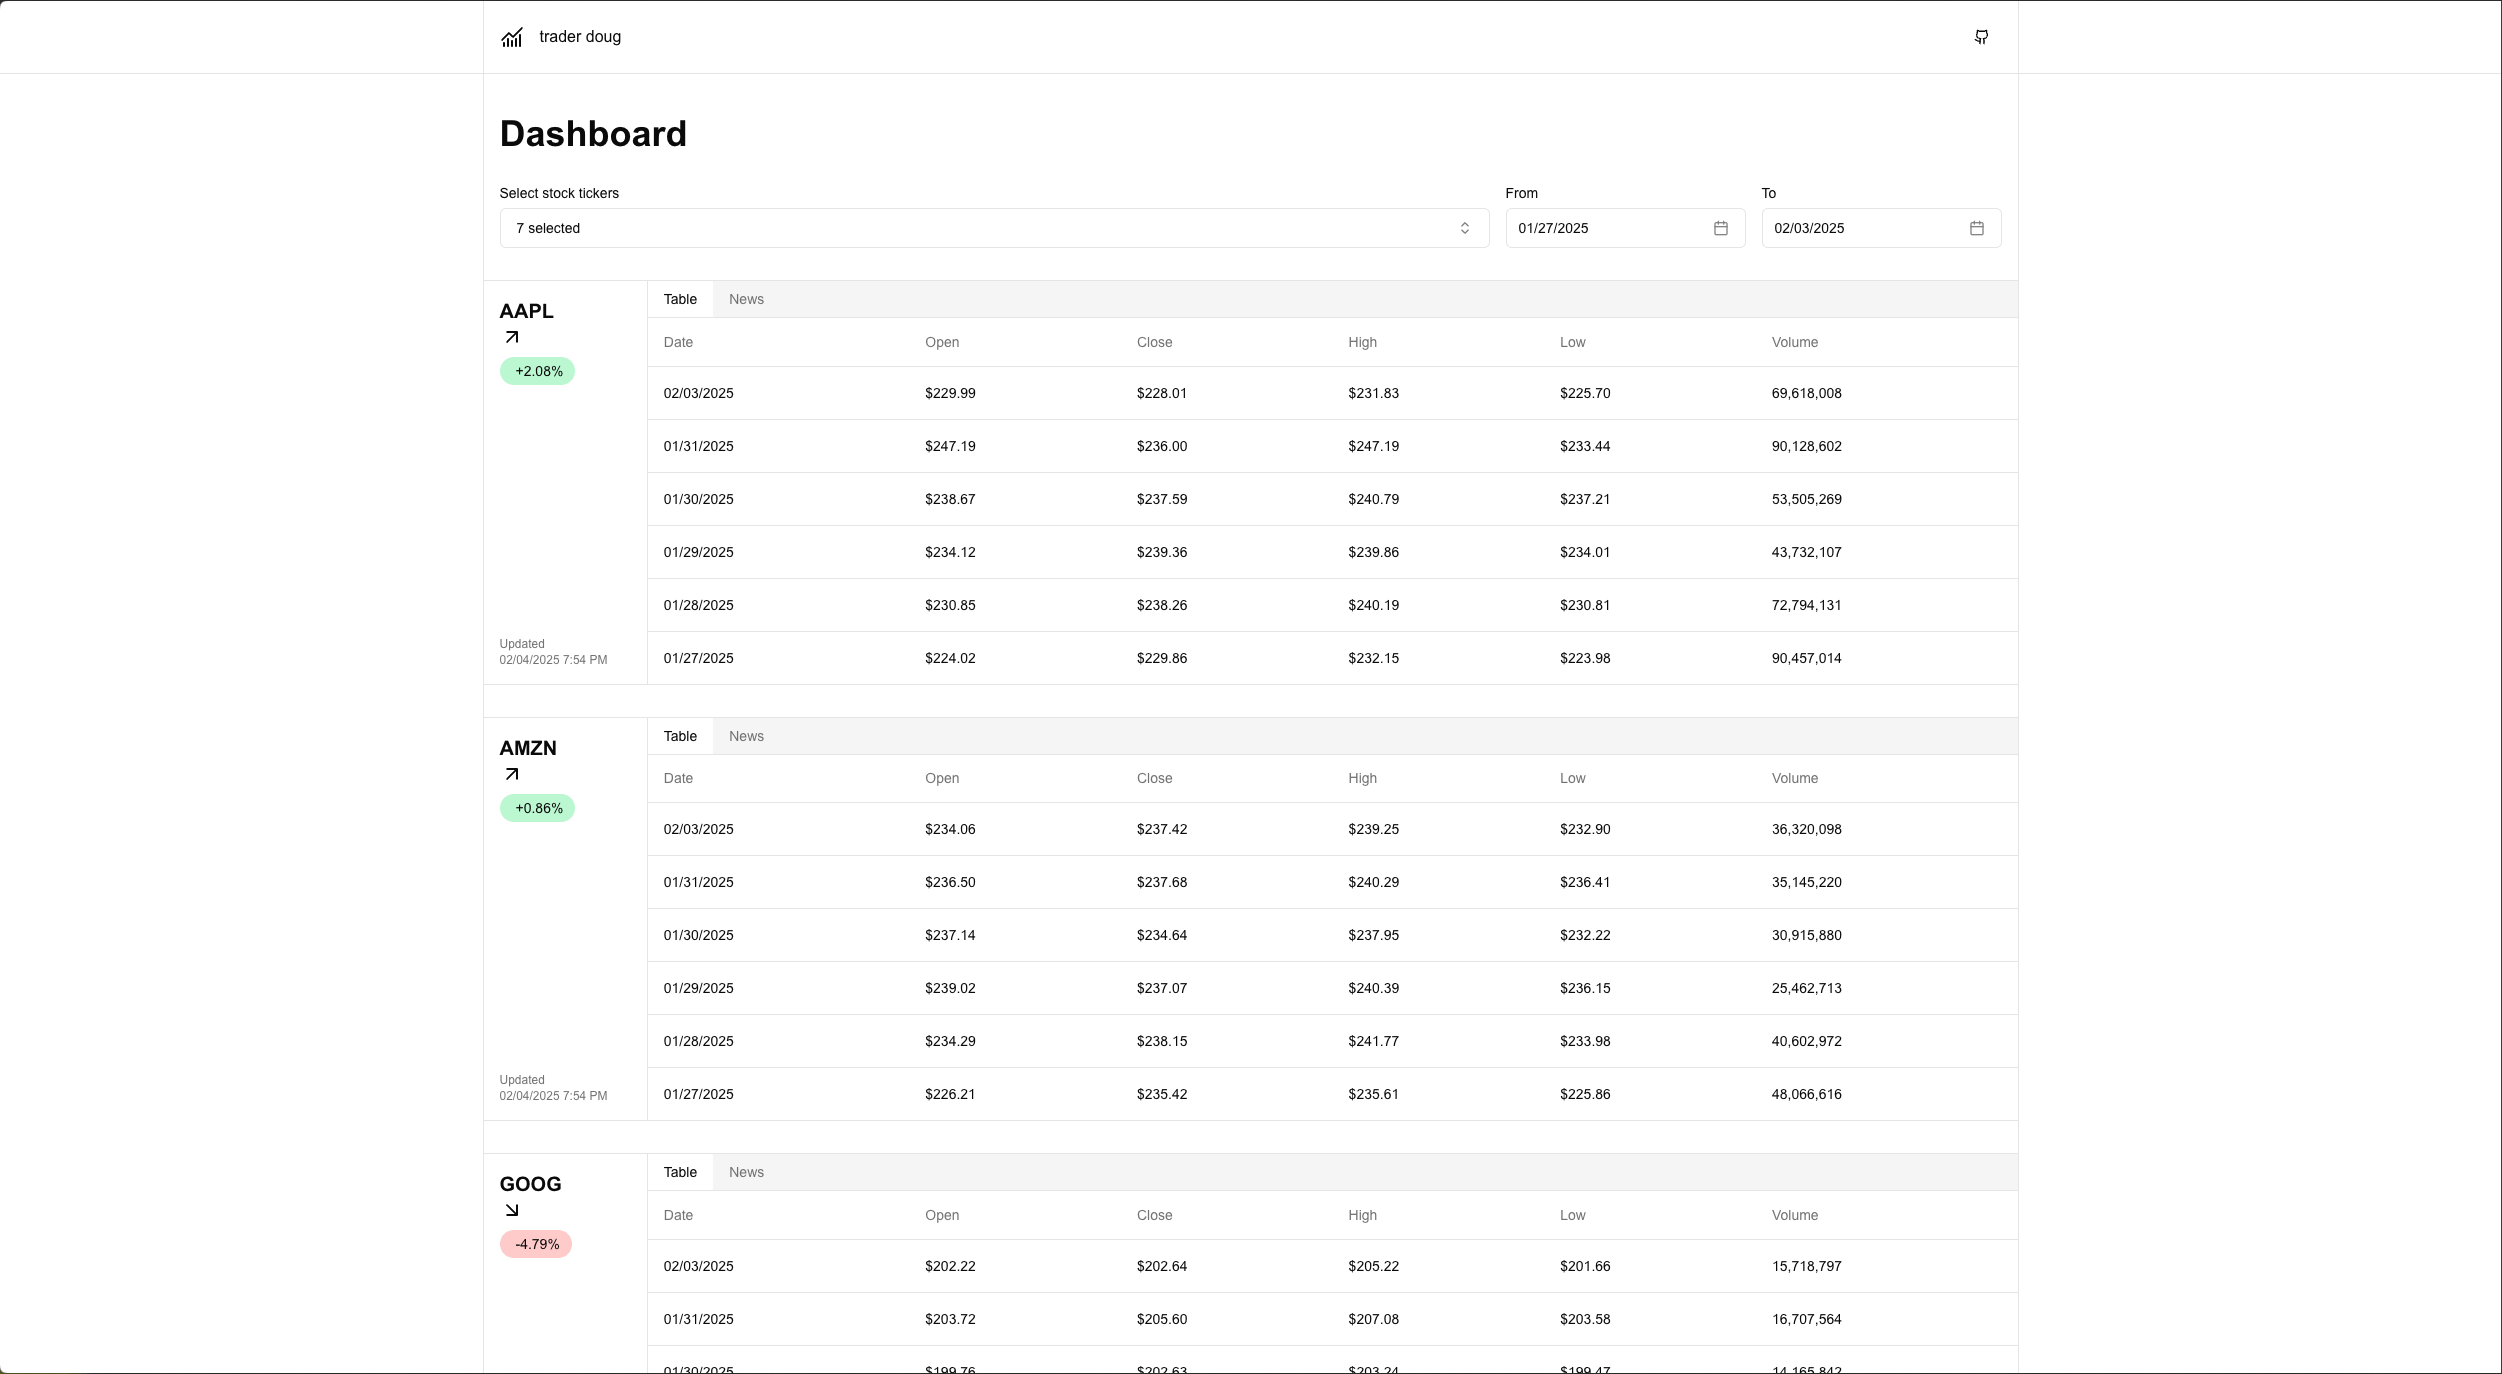 trader doug
Dashboard
Select stock tickers
From
To
7 selected
01/27/2025
02/03/2025
AAPL
+2.08%
Updated
02/04/2025 7:54 PM
Table News
Date Open Close High Low Volume
02/03/2025 $229.99 $228.01 $231.83 $225.70 69,618,008
01/31/2025 $247.19 $236.00 $247.19 $233.44 90,128,602
01/30/2025 $238.67 $237.59 $240.79 $237.21 53,505,269
01/29/2025 $234.12 $239.36 $239.86 $234.01 43,732,107
01/28/2025 $230.85 $238.26 $240.19 $230.81 72,794,131
01/27/2025 $224.02 $229.86 $232.15 $223.98 90,457,014
AMZN
+0.86%
Updated
02/04/2025 7:54 PM
Table News
Date Open Close High Low Volume
02/03/2025 $234.06 $237.42 $239.25 $232.90 36,320,098
01/31/2025 $236.50 $237.68 $240.29 $236.41 35,145,220
01/30/2025 $237.14 $234.64 $237.95 $232.22 30,915,880
01/29/2025 $239.02 $237.07 $240.39 $236.15 25,462,713
01/28/2025 $234.29 $238.15 $241.77 $233.98 40,602,972
01/27/2025 $226.21 $235.42 $235.61 $225.86 48,066,616
GOOG
-4.79%
Table News
Date Open Close High Low Volume
02/03/2025 $202.22 $202.64 $205.22 $201.66 15,718,797
01/31/2025 $203.72 $205.60 $207.08 $203.58 16,707,564
01/30/2025 $199.76 $202.63 $203.24 $199.47 14,165,842